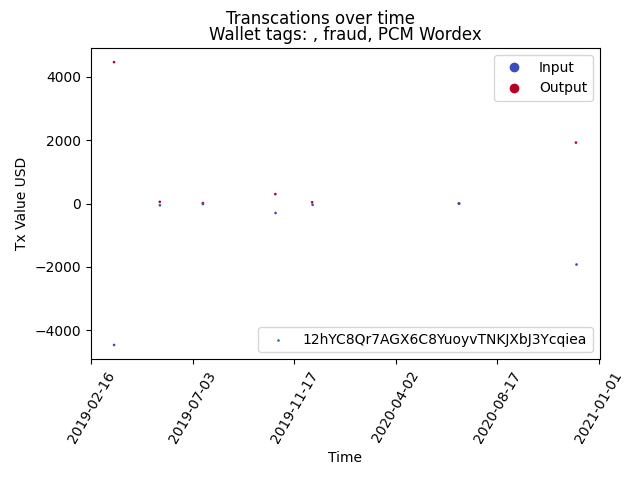 Transcations over time
Wallet tags: , fraud, PCM Wordex
Input
Output
4000
2000
0
−2000
−4000
Tx Value USD
12hYC8Qr7AGX6C8YuoyvTNKJXbJ3Ycqiea
2019-02-16
2019-07-03
2019-11-17
2020-04-02
2020-08-17
2021-01-01
Time